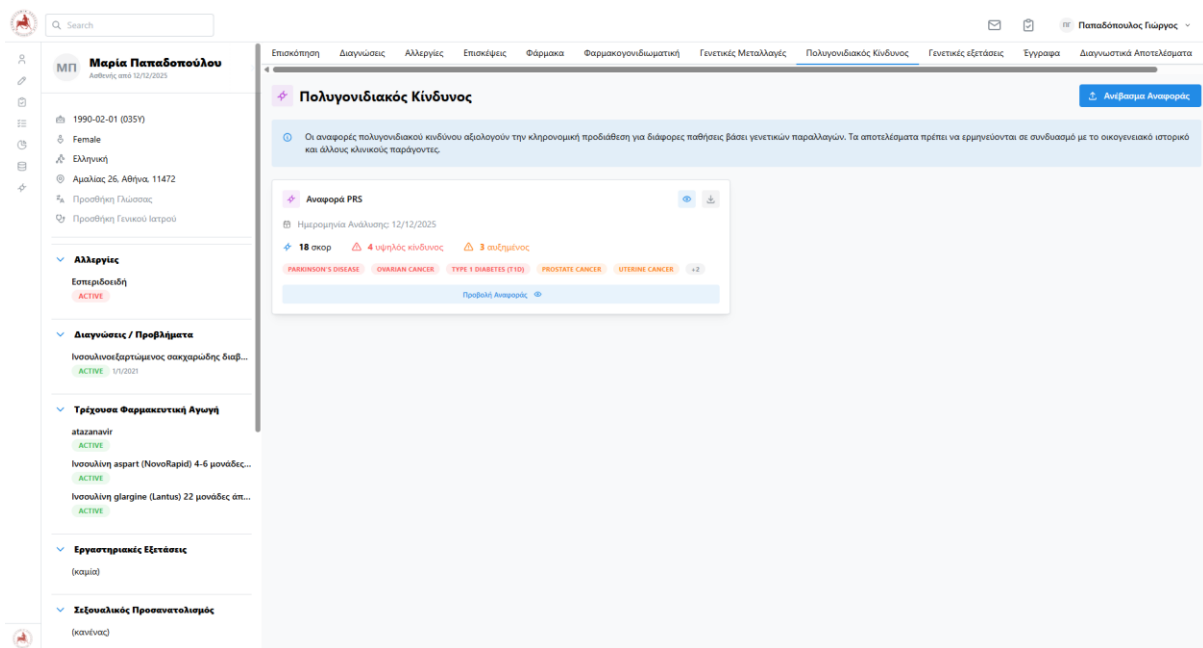 Search
ΠΓ Παπαδόπουλος Γιώργος
ΜΠ
Μαρία Παπαδοπούλου
Ασθενής από 12/12/2025
1990-02-01 (035Y)
Female
Ελληνική
Αμαλίας 26, Αθήνα, 11472
Προσθήκη Γλώσσας
Προσθήκη Γενικού Ιατρού
Αλλεργίες
Εσπεριδοειδή
ACTIVE
Διαγνώσεις / Προβλήματα
Ινσουλινοεξαρτώμενος σακχαρώδης διαβ...
ACTIVE 1/1/2021
Τρέχουσα Φαρμακευτική Αγωγή
atazanavir
ACTIVE
Ινσουλίνη aspart (NovoRapid) 4-6 μονάδες...
ACTIVE
Ινσουλίνη glargine (Lantus) 22 μονάδες άπ...
ACTIVE
Εργαστηριακές Εξετάσεις
(καμία)
Σεξουαλικός Προσανατολισμός
(κανένας)
Επισκόπηση Διαγνώσεις Αλλεργίες Επισκέψεις Φάρμακα Φαρμακογονιδιωματική Γενετικές Μεταλλαγές Πολυγονιδιακός Κίνδυνος Γενετικές εξετάσεις Έγγραφα Διαγνωστικά Αποτελέσματα
Πολυγονιδιακός Κίνδυνος
Ανέβασμα Αναφοράς
Οι αναφορές πολυγονιδιακού κινδύνου αξιολογούν την κληρονομική προδιάθεση για διάφορες παθήσεις βάσει γενετικών παραλλαγών. Τα αποτελέσματα πρέπει να ερμηνεύονται σε συνδυασμό με το οικογενειακό ιστορικό
και άλλους κλινικούς παράγοντες.
Αναφορά PRS
Ημερομηνία Ανάλυσης: 12/12/2025
18 σκορ 4 υψηλός κίνδυνος 3 αυξημένος
PARKINSON'S DISEASE OVARIAN CANCER TYPE 1 DIABETES (T1D) PROSTATE CANCER UTERINE CANCER +2
Προβολή Αναφοράς